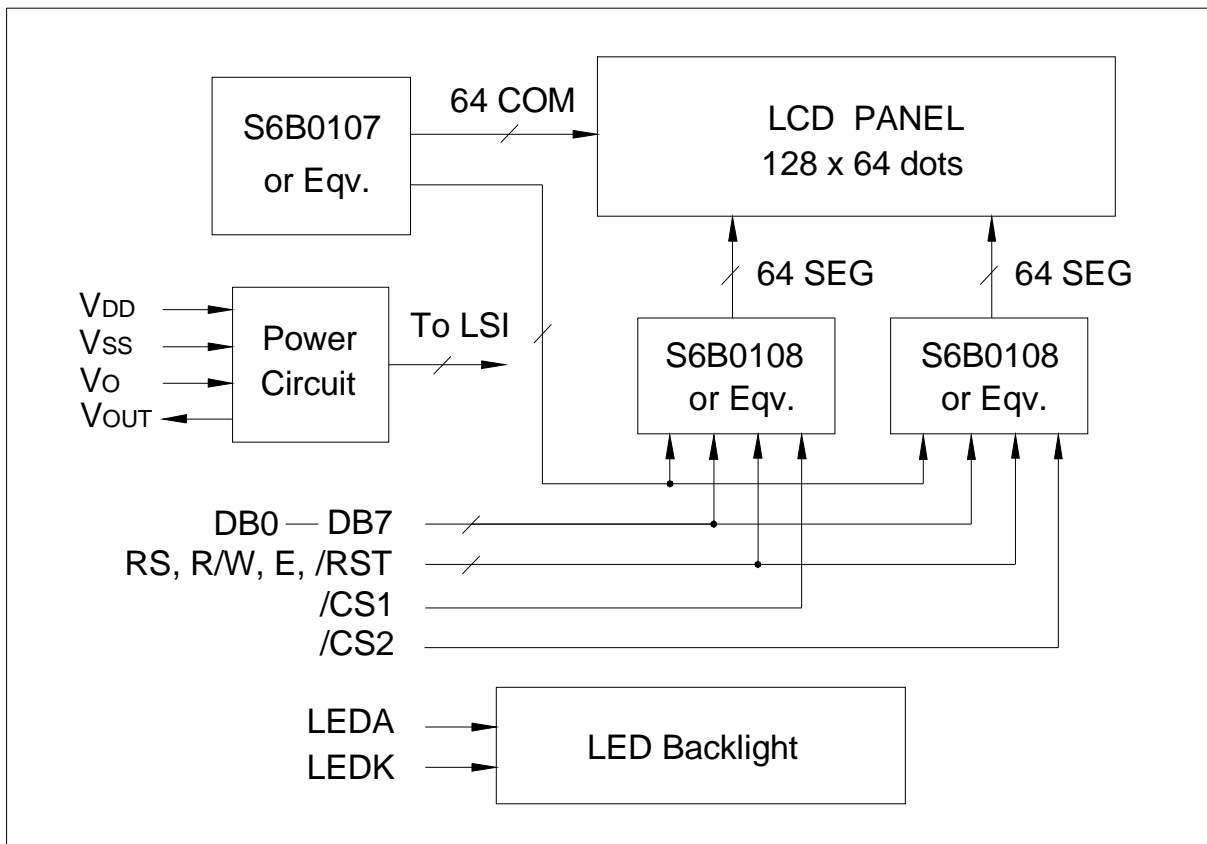 S6B0107
or Eqv.
64 COM
LCD PANEL
128 x 64 dots
64 SEG
64 SEG
VDD
VSS
VO
VOUT
Power
Circuit
To LSI
S6B0108
or Eqv.
S6B0108
or Eqv.
DB0 — DB7
RS, R/W, E, /RST
/CS1
/CS2
LEDA
LEDK
LED Backlight